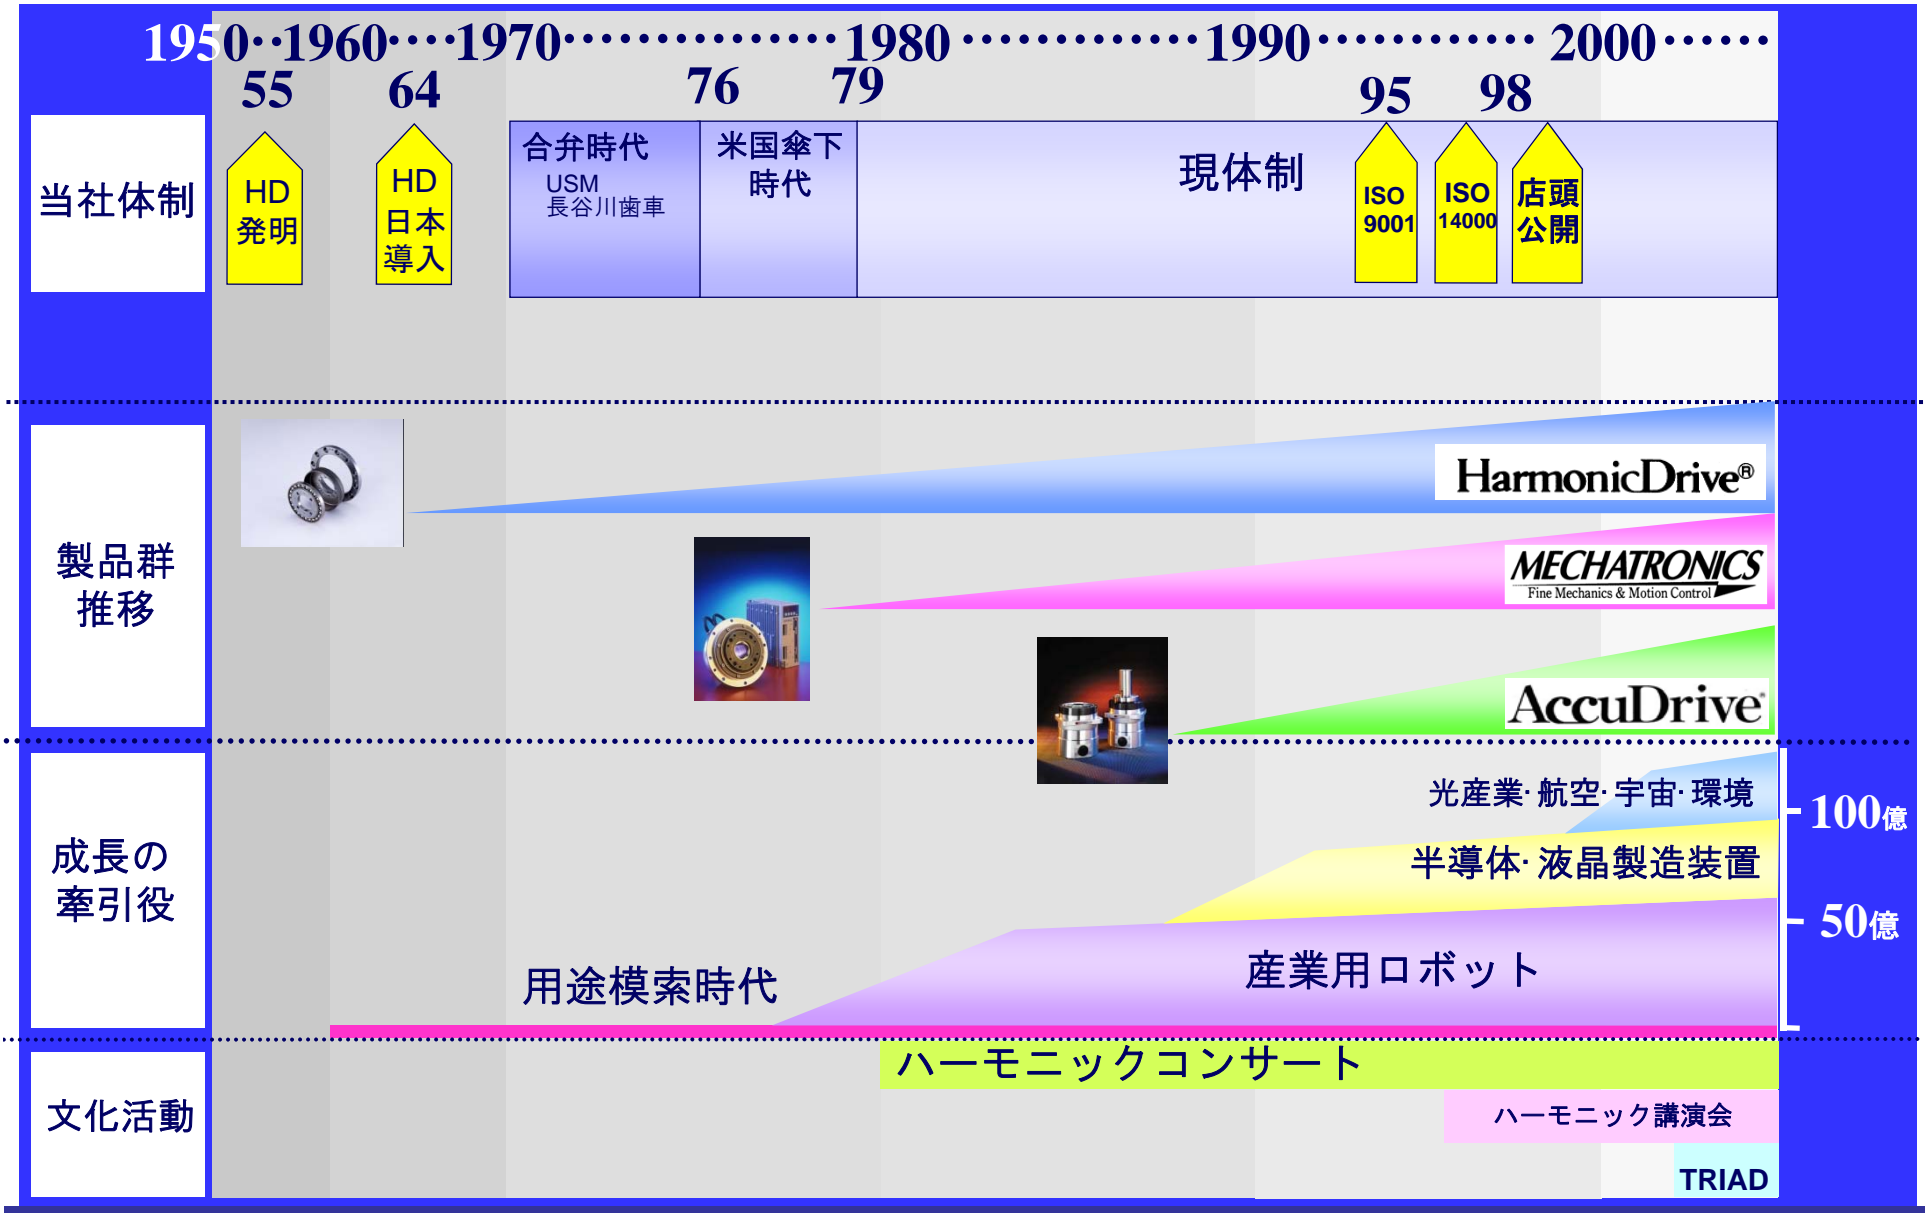 1950‥1960‥‥1970‥‥‥‥‥‥‥1980‥‥‥‥‥‥1990‥‥‥‥‥‥2000‥‥‥
55
64
76
79
95
98
当社体制
HD
発明
HD
日本
導入
合弁時代
USM
長谷川歯車
米国傘下
時代
現体制
ISO
9001
ISO
14000
店頭
公開
製品群
推移
HarmonicDrive®
MECHATRONICS
Fine Mechanics & Motion Control
AccuDrive®
成長の
牽引役
光産業・航空・宇宙・環境
100億
半導体・液晶製造装置
50億
用途模索時代
産業用ロボット
文化活動
ハーモニックコンサート
ハーモニック講演会
TRIAD